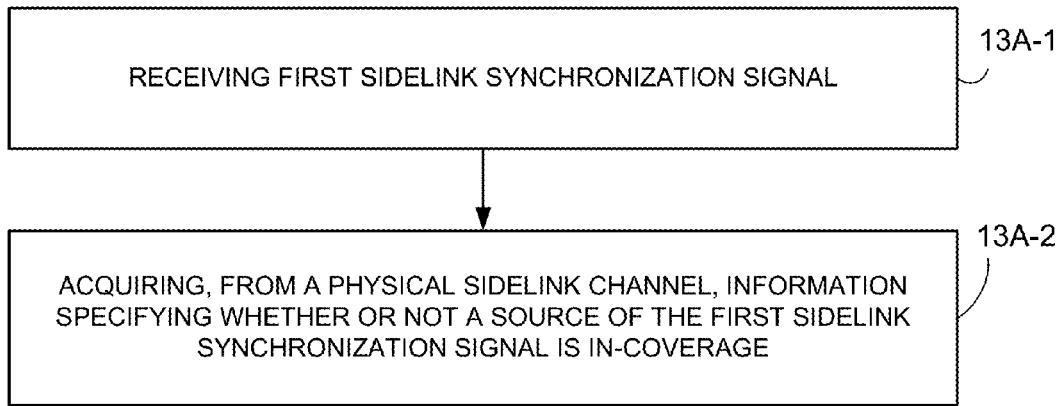 13A-1
RECEIVING FIRST SIDELINK SYNCHRONIZATION SIGNAL
13A-2
ACQUIRING, FROM A PHYSICAL SIDELINK CHANNEL, INFORMATION
SPECIFYING WHETHER OR NOT A SOURCE OF THE FIRST SIDELINK
SYNCHRONIZATION SIGNAL IS IN-COVERAGE